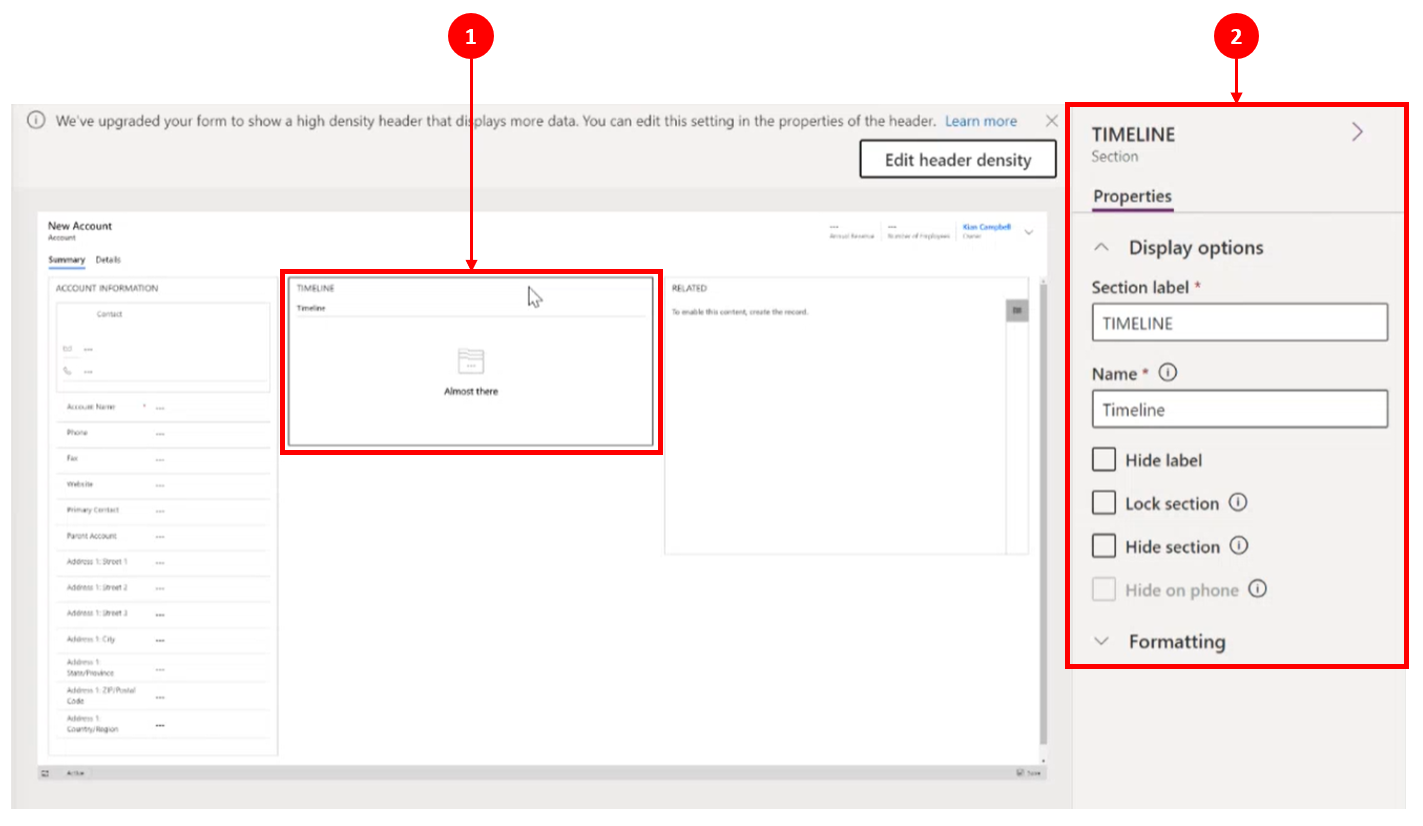 1
2
We've upgraded your form to show a high density header that displays more data. You can edit this setting in the properties of the header. Learn more
Edit header density
New Account
Account
--- Annual Revenue
--- Number of Employees
Kian Campbell
Owner
Summary Details
ACCOUNT INFORMATION
Contact
---
---
Account Name * ---
Phone ---
Fax ---
Website ---
Primary Contact ---
Parent Account ---
Address 1: Street 1 ---
Address 1: Street 2 ---
Address 1: Street 3 ---
Address 1: City ---
Address 1:
State/Province ---
Address 1: ZIP/Postal
Code ---
Address 1:
Country/Region ---
TIMELINE
Timeline
Almost there
RELATED
To enable this content, create the record.
Active
Save
TIMELINE
Section
Properties
Display options
Section label *
TIMELINE
Name *
Timeline
Hide label
Lock section
Hide section
Hide on phone
Formatting